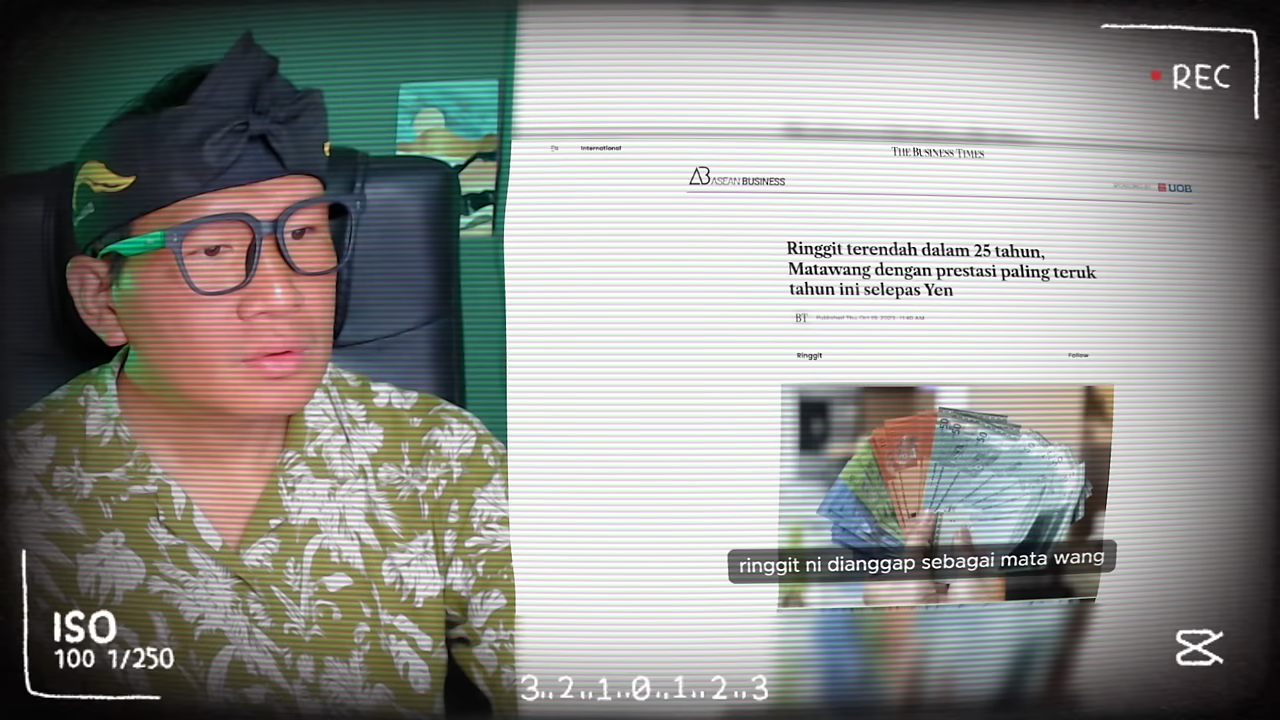 REC
International
THE BUSINESS TIMES
AB ASEAN BUSINESS
UOB
Ringgit terendah dalam 25 tahun,
Matawang dengan prestasi paling teruk
tahun ini selepas Yen
BT
Ringgit
Follow
ringgit ni dianggap sebagai mata wang
ISO
100 1/250
3..2..1..0..1..2..3